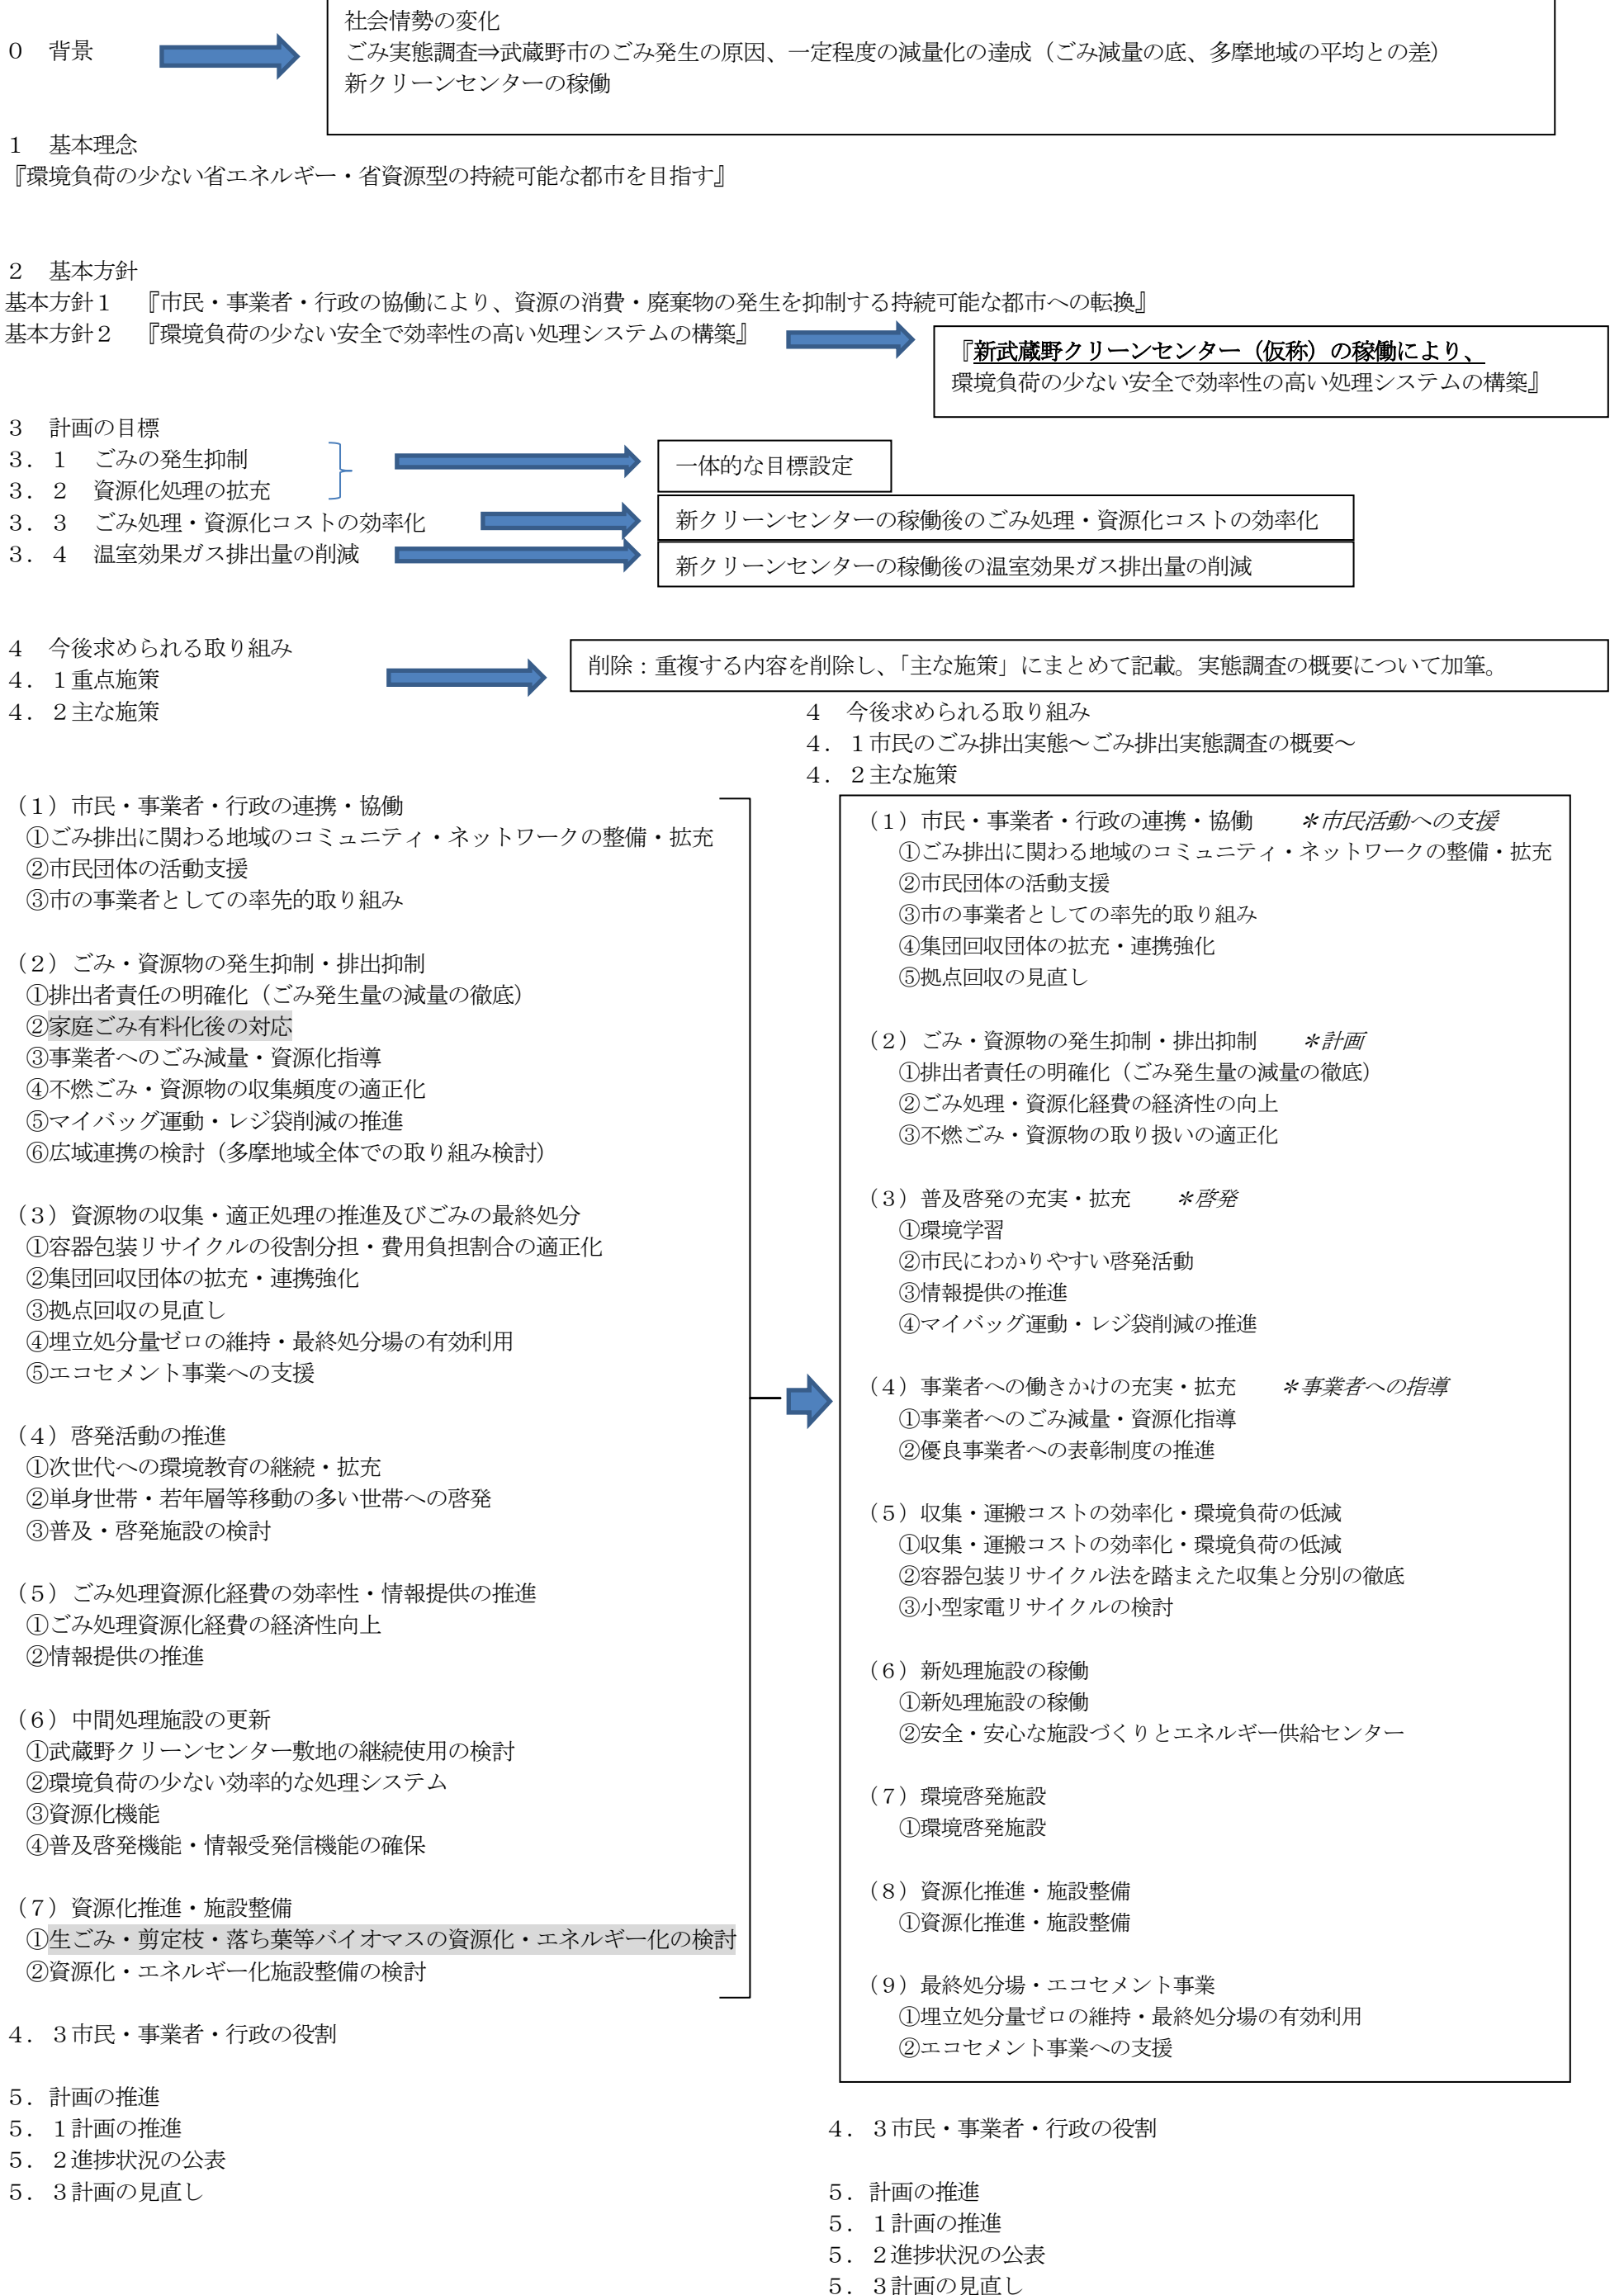 社会情勢の変化
０　背景
ごみ実態調査⇒武蔵野市のごみ発生の原因、一定程度の減量化の達成（ごみ減量の底、多摩地域の平均との差）
新クリーンセンターの稼働
１　基本理念
『環境負荷の少ない省エネルギー・省資源型の持続可能な都市を目指す』
２　基本方針
基本方針１　『市民・事業者・行政の協働により、資源の消費・廃棄物の発生を抑制する持続可能な都市への転換』
基本方針２　『環境負荷の少ない安全で効率性の高い処理システムの構築』
『新武蔵野クリーンセンター（仮称）の稼働により、
環境負荷の少ない安全で効率性の高い処理システムの構築』
３　計画の目標
３．１　ごみの発生抑制
３．２　資源化処理の拡充
一体的な目標設定
３．３　ごみ処理・資源化コストの効率化
新クリーンセンターの稼働後のごみ処理・資源化コストの効率化
３．４　温室効果ガス排出量の削減
新クリーンセンターの稼働後の温室効果ガス排出量の削減
４　今後求められる取り組み
４．１重点施策
削除：重複する内容を削除し、「主な施策」にまとめて記載。実態調査の概要について加筆。
４．２主な施策
（１）市民・事業者・行政の連携・協働
①ごみ排出に関わる地域のコミュニティ・ネットワークの整備・拡充
②市民団体の活動支援
③市の事業者としての率先的取り組み
（２）ごみ・資源物の発生抑制・排出抑制
①排出者責任の明確化（ごみ発生量の減量の徹底）
②家庭ごみ有料化後の対応
③事業者へのごみ減量・資源化指導
④不燃ごみ・資源物の収集頻度の適正化
⑤マイバッグ運動・レジ袋削減の推進
⑥広域連携の検討（多摩地域全体での取り組み検討）
（３）資源物の収集・適正処理の推進及びごみの最終処分
①容器包装リサイクルの役割分担・費用負担割合の適正化
②集団回収団体の拡充・連携強化
③拠点回収の見直し
④埋立処分量ゼロの維持・最終処分場の有効利用
⑤エコセメント事業への支援
（４）啓発活動の推進
①次世代への環境教育の継続・拡充
②単身世帯・若年層等移動の多い世帯への啓発
③普及・啓発施設の検討
（５）ごみ処理資源化経費の効率性・情報提供の推進
①ごみ処理資源化経費の経済性向上
②情報提供の推進
（６）中間処理施設の更新
①武蔵野クリーンセンター敷地の継続使用の検討
②環境負荷の少ない効率的な処理システム
③資源化機能
④普及啓発機能・情報受発信機能の確保
（７）資源化推進・施設整備
①生ごみ・剪定枝・落ち葉等バイオマスの資源化・エネルギー化の検討
②資源化・エネルギー化施設整備の検討
４．３市民・事業者・行政の役割
５．計画の推進
５．１計画の推進
５．２進捗状況の公表
５．３計画の見直し
４　今後求められる取り組み
４．１市民のごみ排出実態～ごみ排出実態調査の概要～
４．２主な施策
（１）市民・事業者・行政の連携・協働　　＊市民活動への支援
①ごみ排出に関わる地域のコミュニティ・ネットワークの整備・拡充
②市民団体の活動支援
③市の事業者としての率先的取り組み
④集団回収団体の拡充・連携強化
⑤拠点回収の見直し
（２）ごみ・資源物の発生抑制・排出抑制　　＊計画
①排出者責任の明確化（ごみ発生量の減量の徹底）
②ごみ処理・資源化経費の経済性の向上
③不燃ごみ・資源物の取り扱いの適正化
（３）普及啓発の充実・拡充　　＊啓発
①環境学習
②市民にわかりやすい啓発活動
③情報提供の推進
④マイバッグ運動・レジ袋削減の推進
（４）事業者への働きかけの充実・拡充　　＊事業者への指導
①事業者へのごみ減量・資源化指導
②優良事業者への表彰制度の推進
（５）収集・運搬コストの効率化・環境負荷の低減
①収集・運搬コストの効率化・環境負荷の低減
②容器包装リサイクル法を踏まえた収集と分別の徹底
③小型家電リサイクルの検討
（６）新処理施設の稼働
①新処理施設の稼働
②安全・安心な施設づくりとエネルギー供給センター
（７）環境啓発施設
①環境啓発施設
（８）資源化推進・施設整備
①資源化推進・施設整備
（９）最終処分場・エコセメント事業
①埋立処分量ゼロの維持・最終処分場の有効利用
②エコセメント事業への支援
４．３市民・事業者・行政の役割
５．計画の推進
５．１計画の推進
５．２進捗状況の公表
５．３計画の見直し